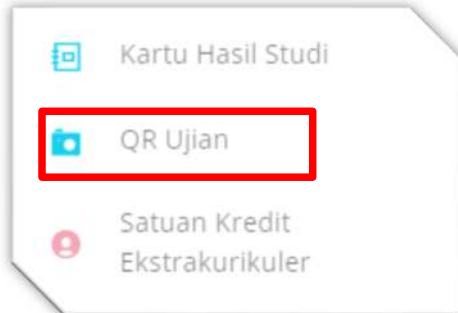 Kartu Hasil Studi
QR Ujian
Satuan Kredit
Ekstrakurikuler